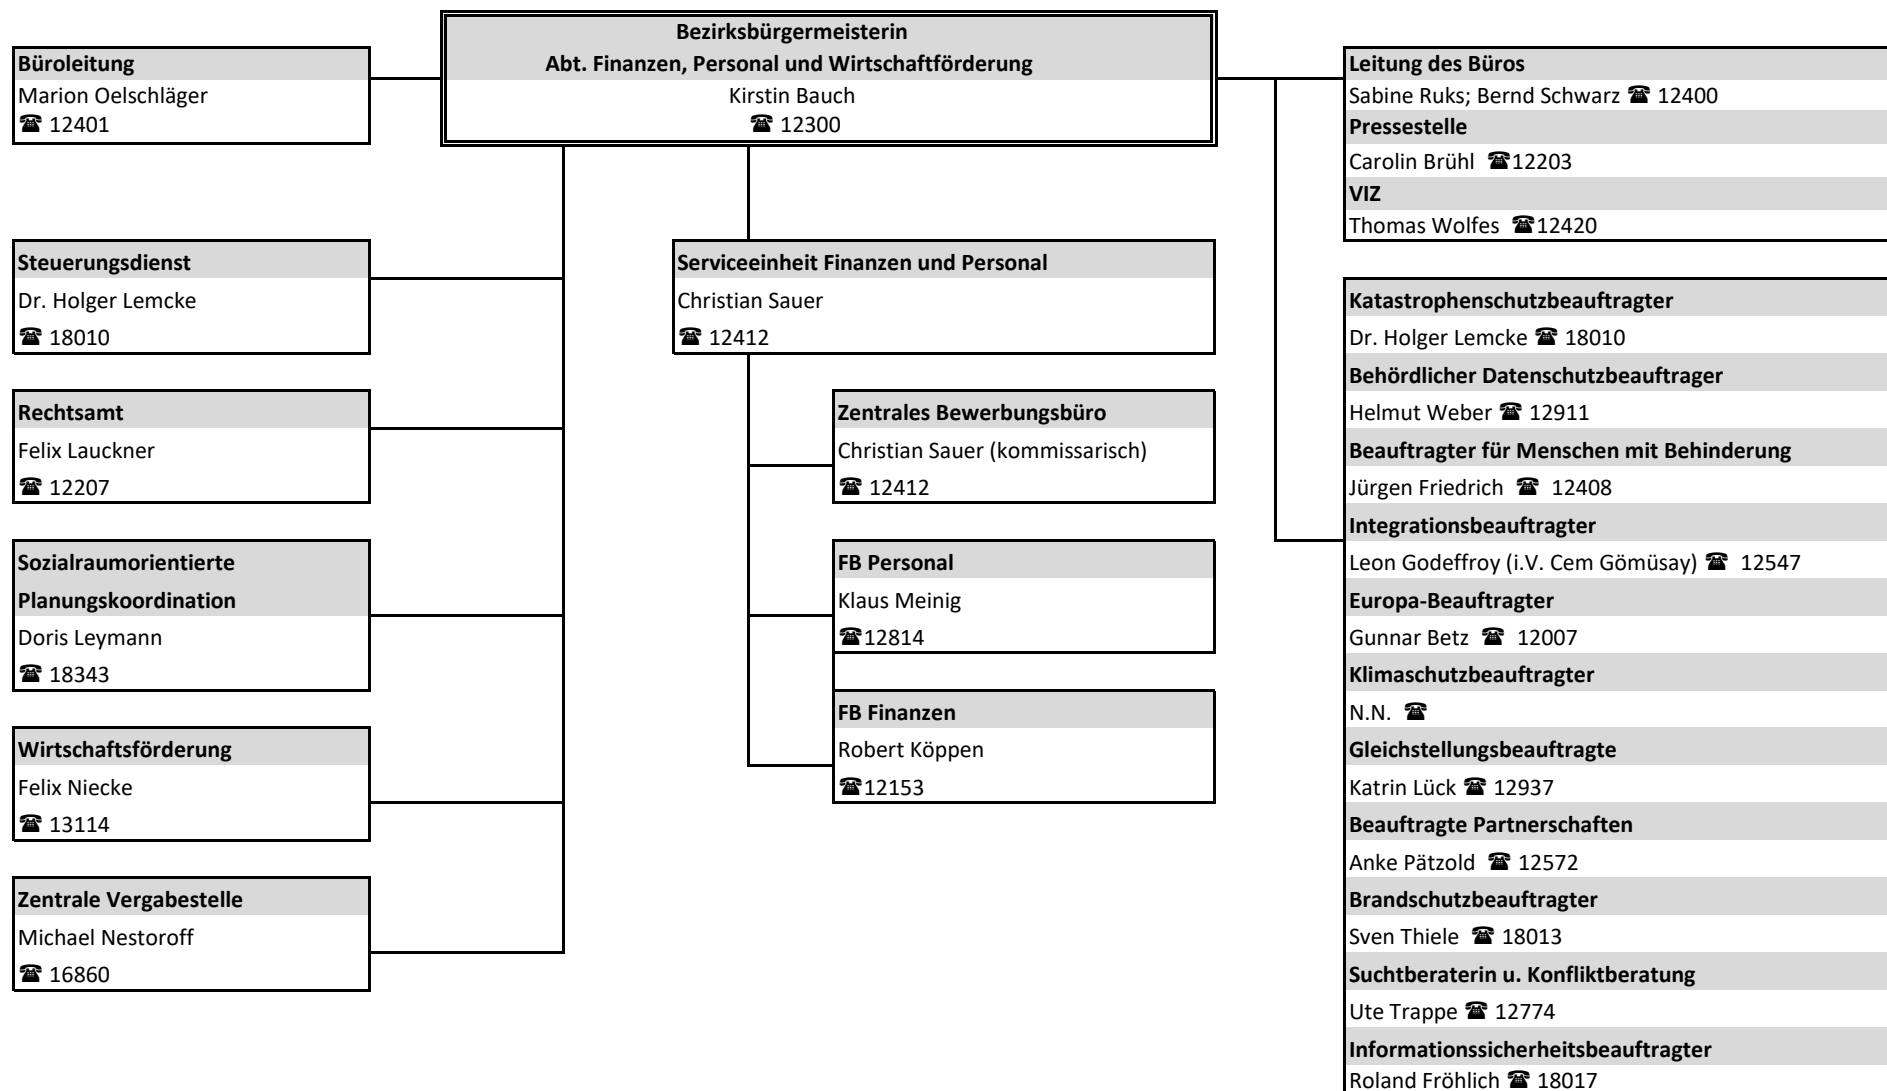 Bezirksbürgermeisterin
Abt. Finanzen, Personal und Wirtschaftförderung
Kirstin Bauch
☎ 12300
Büroleitung
Marion Oelschläger
☎ 12401
Leitung des Büros
Sabine Ruks; Bernd Schwarz ☎ 12400
Pressestelle
Carolin Brühl ☎12203
VIZ
Thomas Wolfes ☎12420
Steuerungsdienst
Dr. Holger Lemcke
☎ 18010
Rechtsamt
Felix Lauckner
☎ 12207
Sozialraumorientierte
Planungskoordination
Doris Leymann
☎ 18343
Wirtschaftsförderung
Felix Niecke
☎ 13114
Zentrale Vergabestelle
Michael Nestoroff
☎ 16860
Serviceeinheit Finanzen und Personal
Christian Sauer
☎ 12412
Zentrales Bewerbungsbüro
Christian Sauer (kommissarisch)
☎ 12412
FB Personal
Klaus Meinig
☎12814
FB Finanzen
Robert Köppen
☎12153
Katastrophenschutzbeauftragter
Dr. Holger Lemcke ☎ 18010
Behördlicher Datenschutzbeauftrager
Helmut Weber ☎ 12911
Beauftragter für Menschen mit Behinderung
Jürgen Friedrich ☎ 12408
Integrationsbeauftragter
Leon Godeffroy (i.V. Cem Gömüsay) ☎ 12547
Europa-Beauftragter
Gunnar Betz ☎ 12007
Klimaschutzbeauftragter
N.N. ☎
Gleichstellungsbeauftragte
Katrin Lück ☎ 12937
Beauftragte Partnerschaften
Anke Pätzold ☎ 12572
Brandschutzbeauftragter
Sven Thiele ☎ 18013
Suchtberaterin u. Konfliktberatung
Ute Trappe ☎ 12774
Informationssicherheitsbeauftragter
Roland Fröhlich ☎ 18017